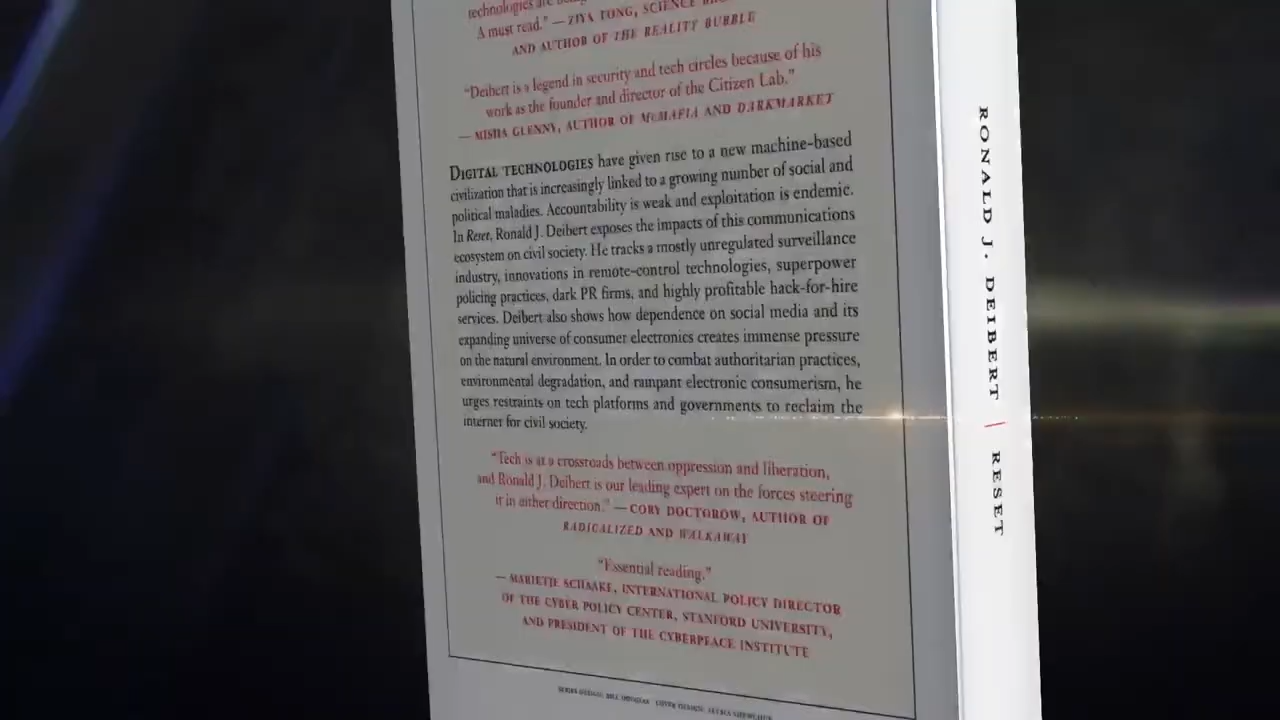 technologies are being
A must read." — ZIYA TONG, SCIENCE
AND AUTHOR OF THE REALITY BUBBLE
"Deibert is a legend in security and tech circles because of his
work as the founder and director of the Citizen Lab."
— MISHA GLENNY, AUTHOR OF McMAFIA AND DARKMARKET
DIGITAL TECHNOLOGIES have given rise to a new machine-based
civilization that is increasingly linked to a growing number of social and
political maladies. Accountability is weak and exploitation is endemic.
In Reset, Ronald J. Deibert exposes the impacts of this communications
ecosystem on civil society. He tracks a mostly unregulated surveillance
industry, innovations in remote-control technologies, superpower
policing practices, dark PR firms, and highly profitable hack-for-hire
services. Deibert also shows how dependence on social media and its
expanding universe of consumer electronics creates immense pressure
on the natural environment. In order to combat authoritarian practices,
environmental degradation, and rampant electronic consumerism, he
urges restraints on tech platforms and governments to reclaim the
internet for civil society.
"Tech is at a crossroads between oppression and liberation,
and Ronald J. Deibert is our leading expert on the forces steering
it in either direction." — CORY DOCTOROW, AUTHOR OF
RADICALIZED AND WALKAWAY
"Essential reading."
— MARIETJE SCHAAKE, INTERNATIONAL POLICY DIRECTOR
OF THE CYBER POLICY CENTER, STANFORD UNIVERSITY,
AND PRESIDENT OF THE CYBERPEACE INSTITUTE
SERIES DESIGN: BILL DOUGLAS COVER DESIGN:
RONALD J. DEIBERT | RESET